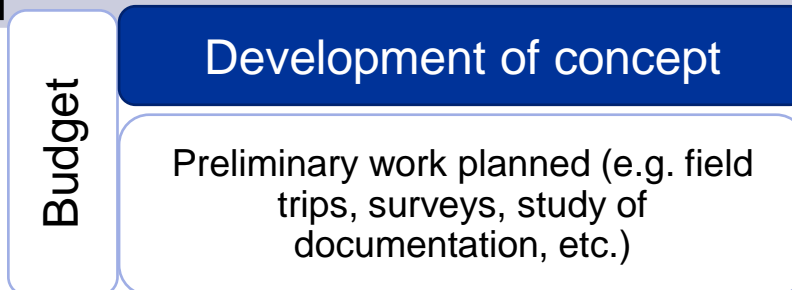 Budget
Development of concept
Preliminary work planned (e.g. field
trips, surveys, study of
documentation, etc.)